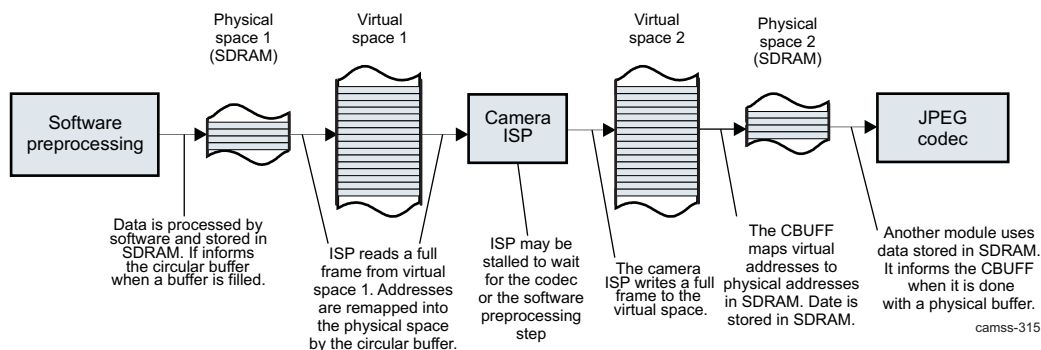 Physical
space 1
(SDRAM)
Virtual
space 1
Virtual
space 2
Physical
space 2
(SDRAM)
Software
preprocessing
Camera
ISP
JPEG
codec
Data is processed by
software and stored in
SDRAM. If informs
the circular buffer
when a buffer is filled.
ISP reads a full
frame from virtual
space 1. Addresses
are remapped into
the physical space
by the circular buffer.
ISP may be
stalled to wait
for the codec
or the software
preprocessing
step
The camera
ISP writes a full
frame to the
virtual space.
The CBUFF
maps virtual
addresses to
physical addresses
in SDRAM. Date is
stored in SDRAM.
Another module uses
data stored in SDRAM.
It informs the CBUFF
when it is done
with a physical buffer.
camss-315